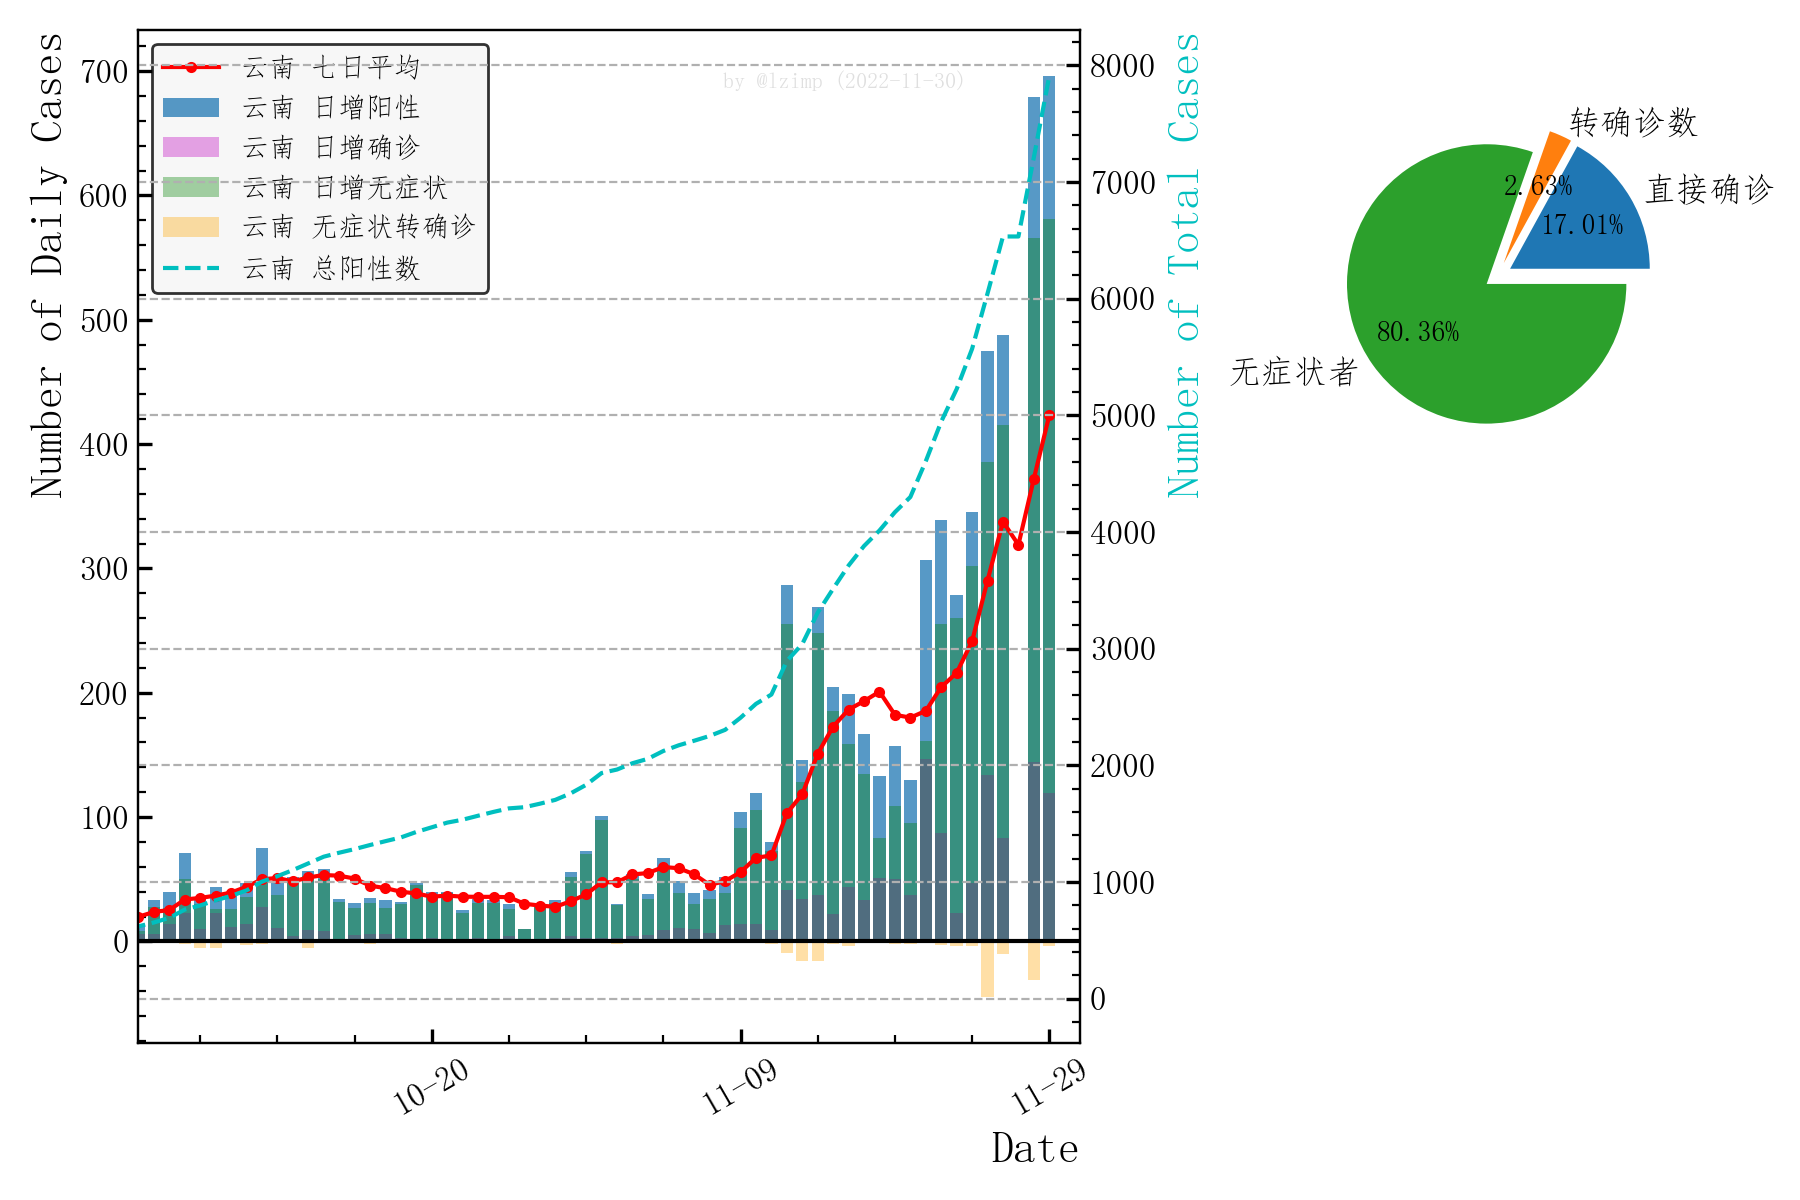 Number of Daily Cases
700
600
500
400
300
200
100
0
云南 七日平均
云南 日增阳性
云南 日增确诊
云南 日增无症状
云南 无症状转确诊
云南 总阳性数
by @lzimp (2022-11-30)
10-20
11-09
11-29
Date
8000
7000
6000
5000
4000
3000
2000
1000
0
Number of Total Cases
转确诊数
2.63%
直接确诊
17.01%
80.36%
无症状者